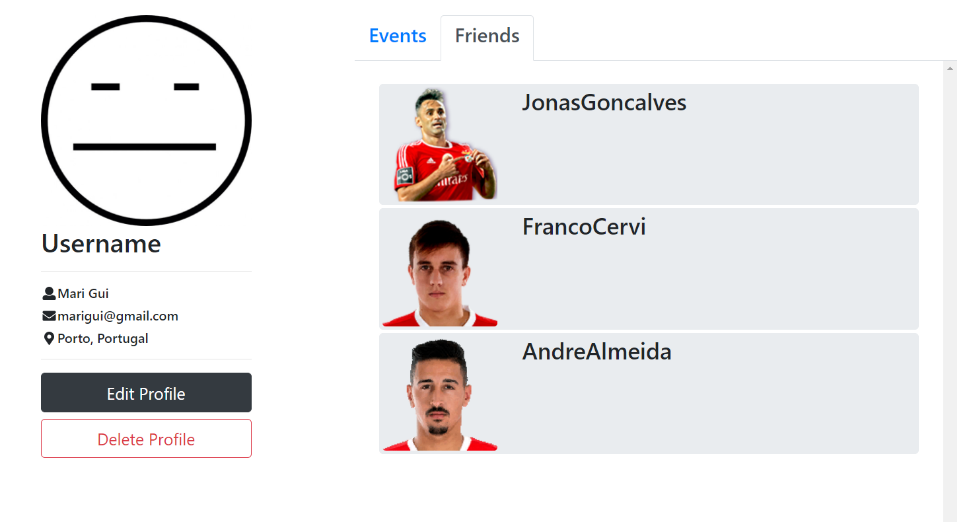 Events
Friends
JonasGoncalves
FrancoCervi
AndreAlmeida
Username
Mari Gui
marigui@gmail.com
Porto, Portugal
Edit Profile
Delete Profile